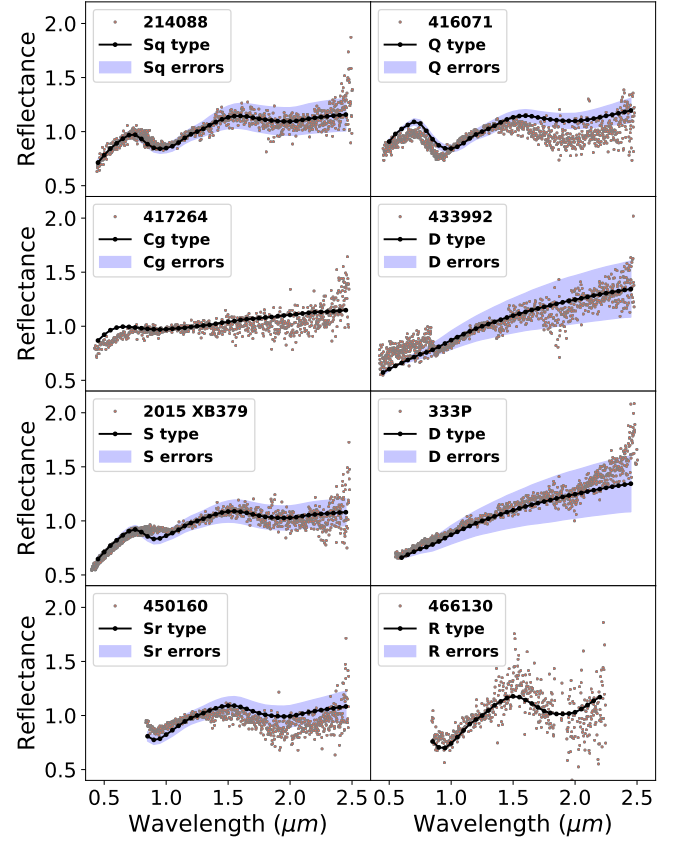 214088
Sq type
Sq errors
416071
Q type
Q errors
2.0
1.5
1.0
0.5
Reflectance
417264
Cg type
Cg errors
433992
D type
D errors
2.0
1.5
1.0
0.5
Reflectance
2015 XB379
S type
S errors
333P
D type
D errors
2.0
1.5
1.0
0.5
Reflectance
450160
Sr type
Sr errors
466130
R type
R errors
2.0
1.5
1.0
0.5
Reflectance
0.5 1.0 1.5 2.0 2.5
0.5 1.0 1.5 2.0 2.5
Wavelength (μm)
Wavelength (μm)